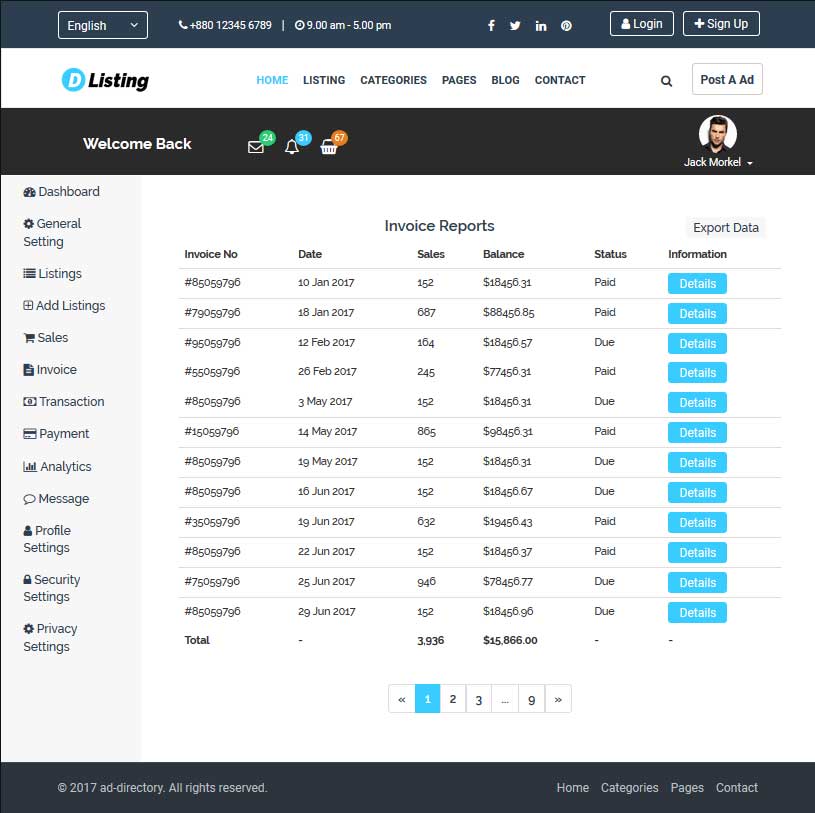 English +880 12345 6789 | 9.00 am - 5.00 pm Login Sign Up
D Listing HOME LISTING CATEGORIES PAGES BLOG CONTACT Post A Ad
Welcome Back 24 31 67 Jack Morkel
Dashboard
General
Setting
Listings
Add Listings
Sales
Invoice
Transaction
Payment
Analytics
Message
Profile
Settings
Security
Settings
Privacy
Settings
Invoice Reports Export Data
Invoice No Date Sales Balance Status Information
#85059796 10 Jan 2017 152 $18456.31 Paid Details
#79059796 18 Jan 2017 687 $88456.85 Paid Details
#95059796 12 Feb 2017 164 $18456.57 Due Details
#55059796 26 Feb 2017 245 $77456.31 Paid Details
#85059796 3 May 2017 152 $18456.31 Due Details
#15059796 14 May 2017 865 $98456.31 Paid Details
#85059796 19 May 2017 152 $18456.31 Due Details
#85059796 16 Jun 2017 152 $18456.67 Due Details
#35059796 19 Jun 2017 632 $19456.43 Paid Details
#85059796 22 Jun 2017 152 $18456.37 Paid Details
#75059796 25 Jun 2017 946 $78456.77 Due Details
#85059796 29 Jun 2017 152 $18456.96 Due Details
Total - 3,936 $15,866.00 - -
« 1 2 3 ... 9 »
© 2017 ad-directory. All rights reserved. Home Categories Pages Contact